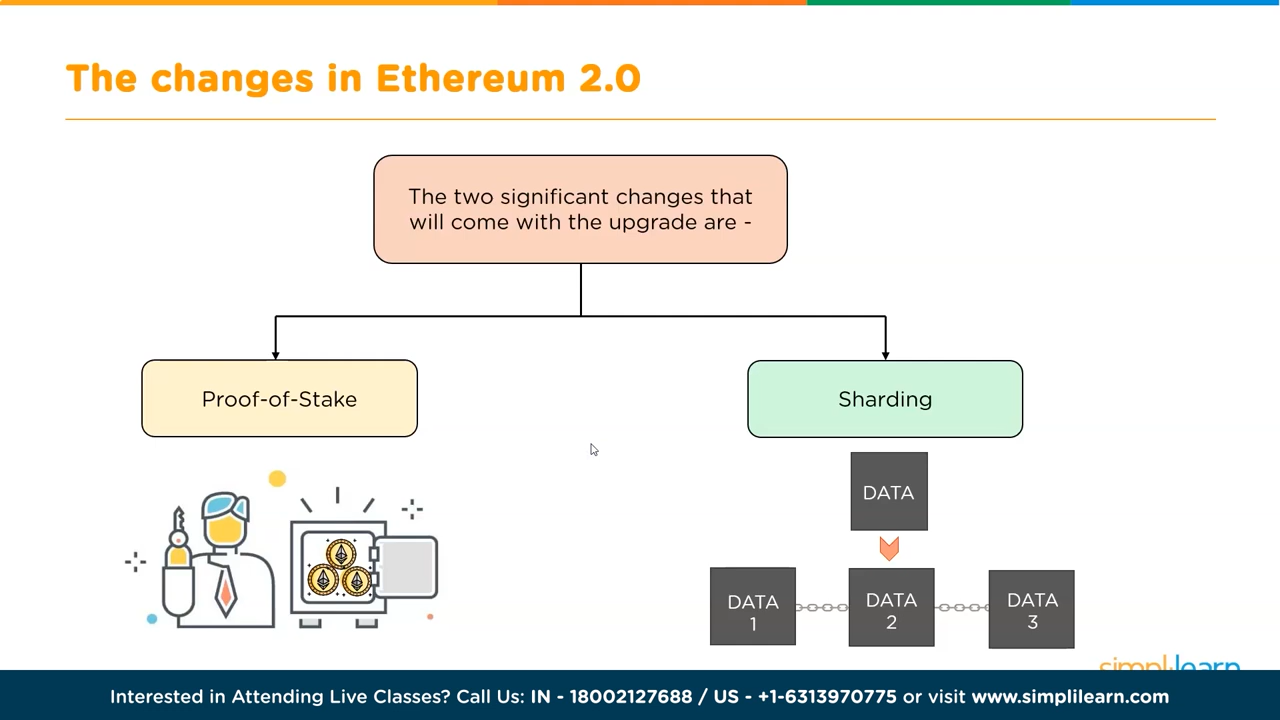 The changes in Ethereum 2.0
The two significant changes that
will come with the upgrade are -
Proof-of-Stake
Sharding
DATA
DATA
1
DATA
2
DATA
3
simplilearn
Interested in Attending Live Classes? Call Us: IN - 18002127688 / US - +1-6313970775 or visit www.simplilearn.com